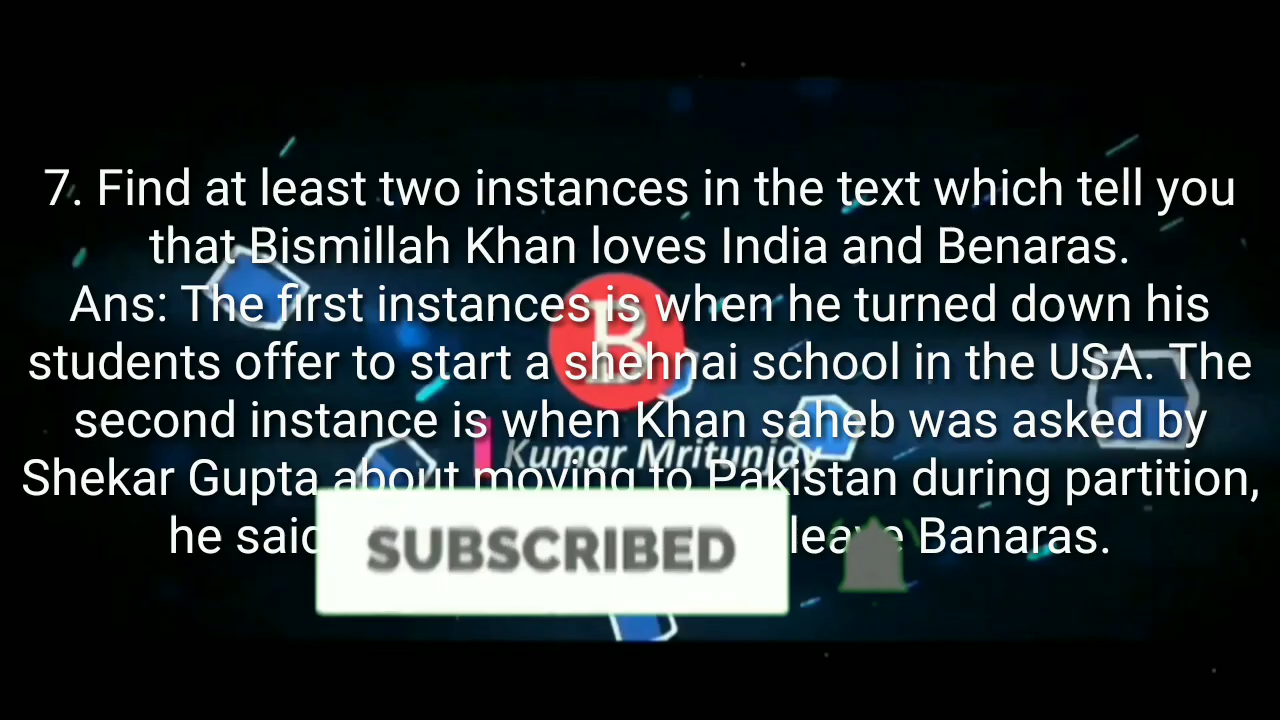 7. Find at least two instances in the text which tell you
that Bismillah Khan loves India and Benaras.
Ans: The first instances is when he turned down his
students offer to start a shehnai school in the USA. The
second instance is when Khan saheb was asked by
Kumar Mritunjay
Shekar Gupta about moving to Pakistan during partition,
he said leave Banaras.
B
SUBSCRIBED